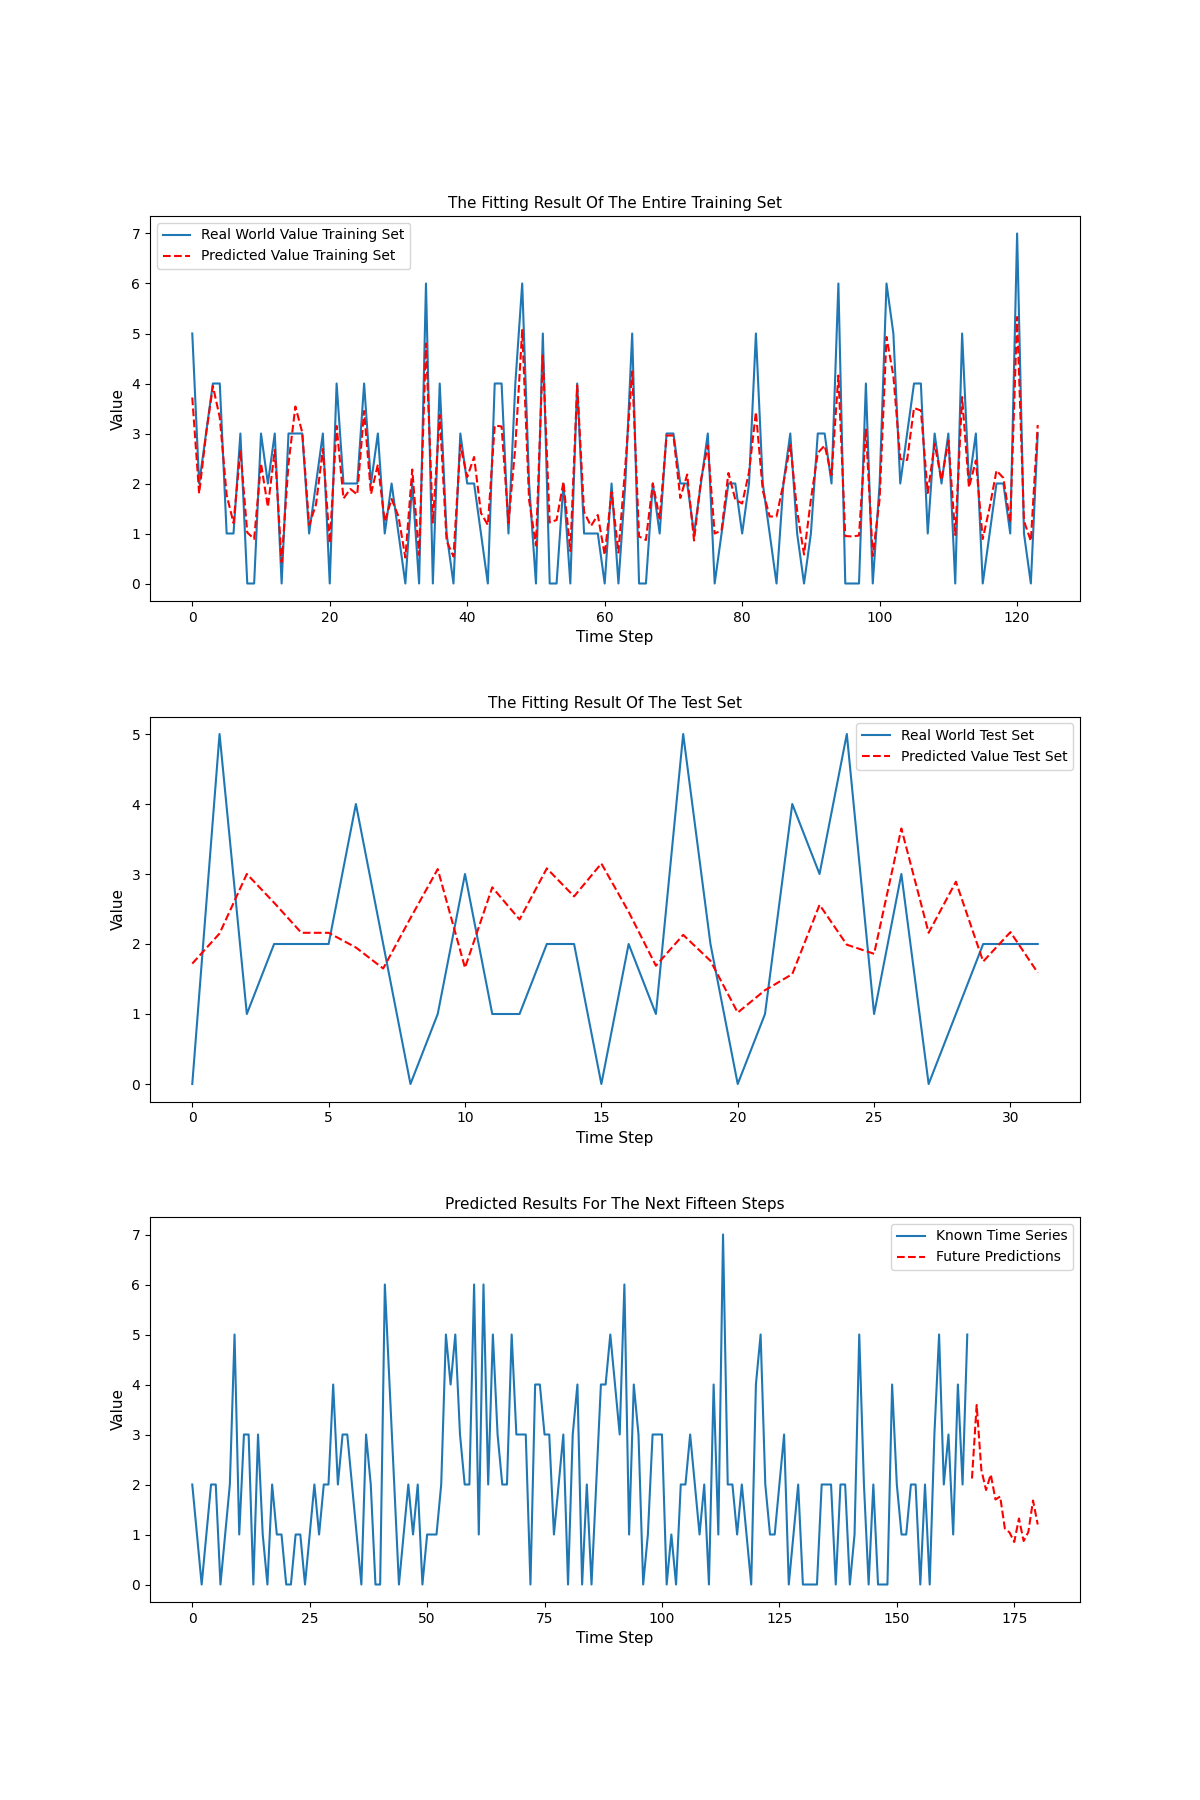 The Fitting Result Of The Entire Training Set
Real World Value Training Set
Predicted Value Training Set
Value
7
6
5
4
3
2
1
0
0 20 40 60 80 100 120
Time Step
The Fitting Result Of The Test Set
Real World Test Set
Predicted Value Test Set
Value
5
4
3
2
1
0
0 5 10 15 20 25 30
Time Step
Predicted Results For The Next Fifteen Steps
Known Time Series
Future Predictions
Value
7
6
5
4
3
2
1
0
0 25 50 75 100 125 150 175
Time Step